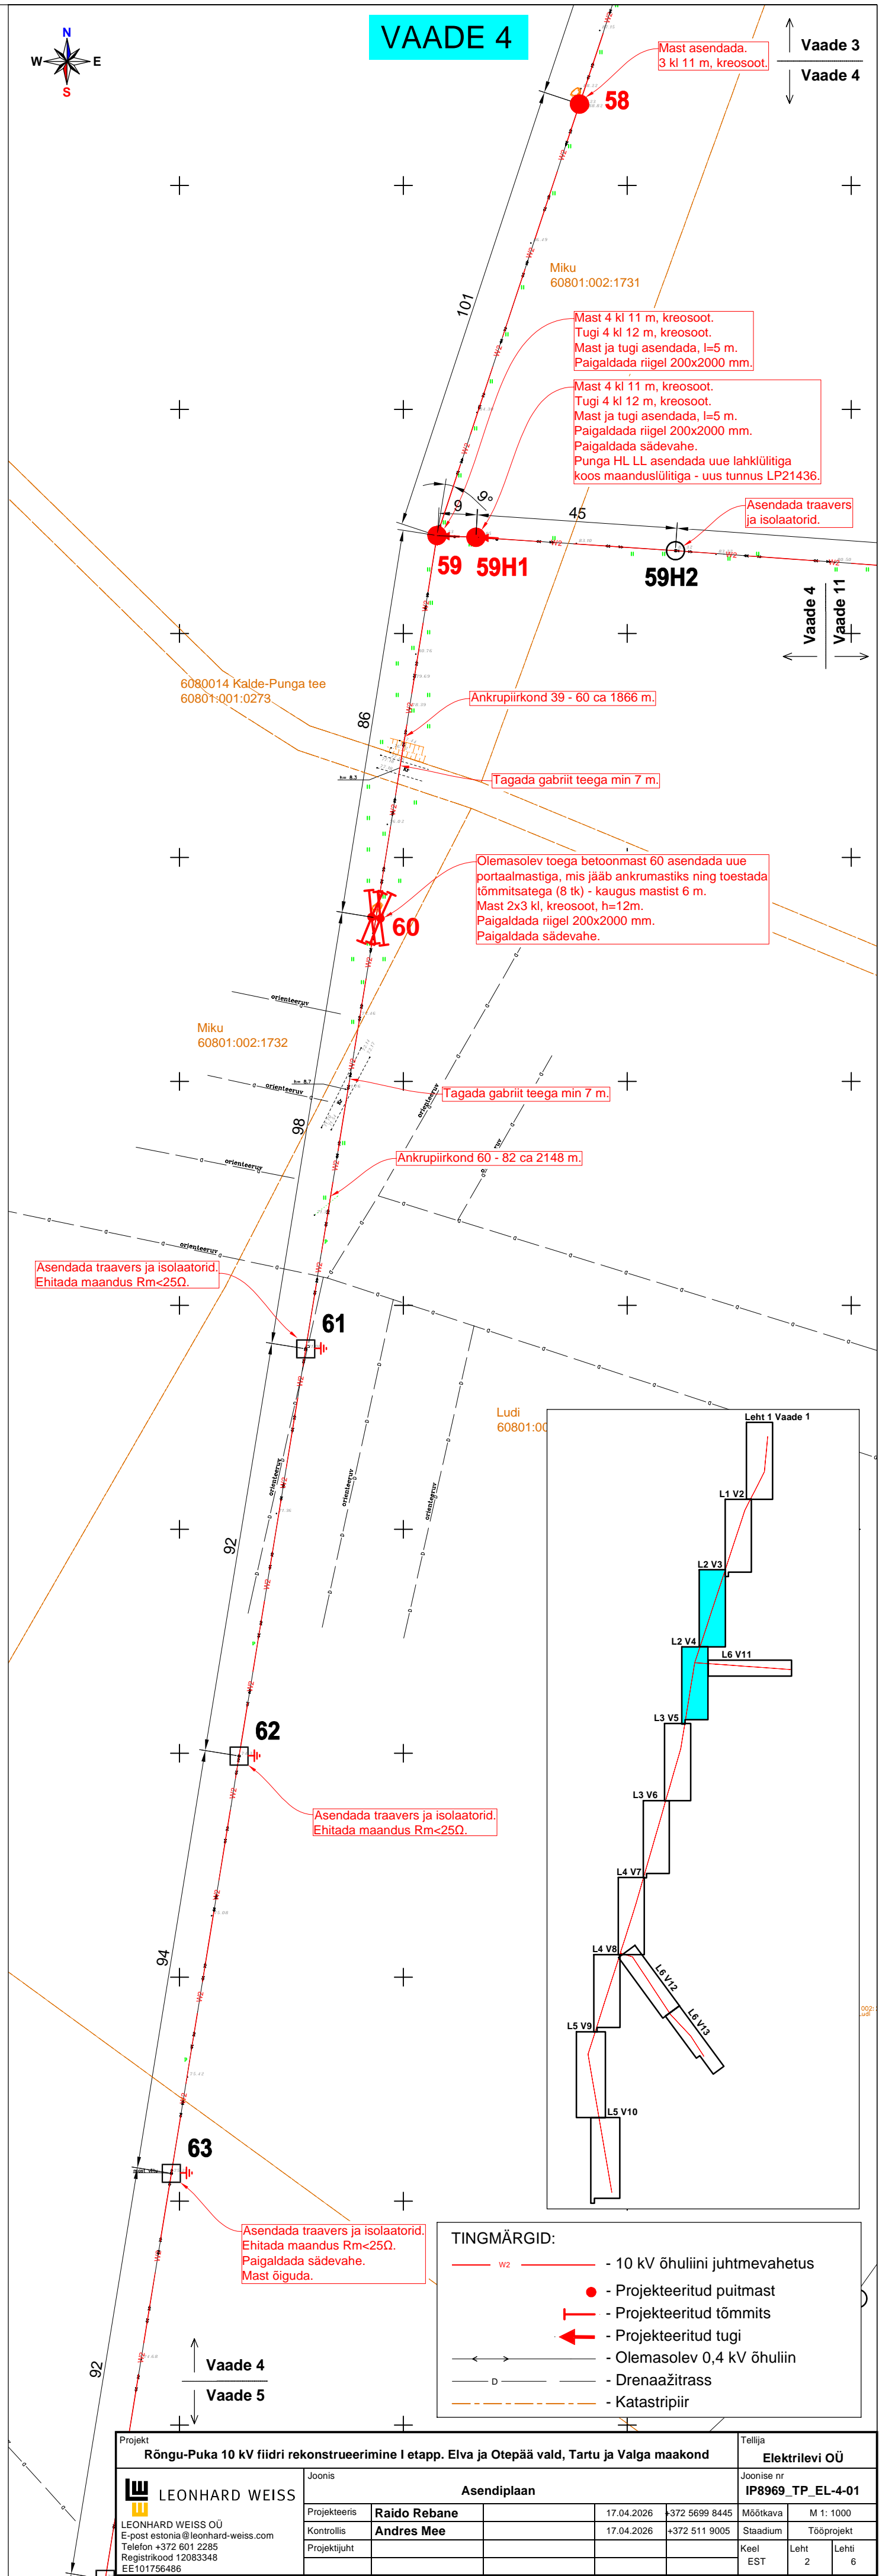 VAADE 4
N
W
E
S
Mast asendada.
3 kl 11 m, kreosoot.
Vaade 3
Vaade 4
58
W2
101
Miku
60801:002:1731
Mast 4 kl 11 m, kreosoot.
Tugi 4 kl 12 m, kreosoot.
Mast ja tugi asendada, l=5 m.
Paigaldada riigel 200x2000 mm.
Mast 4 kl 11 m, kreosoot.
Tugi 4 kl 12 m, kreosoot.
Mast ja tugi asendada, l=5 m.
Paigaldada riigel 200x2000 mm.
Paigaldada sädevahe.
Punga HL LL asendada uue lahklülitiga
koos maanduslülitiga - uus tunnus LP21436.
9
9°
45
Asendada traavers
ja isolaatorid.
59
59H1
59H2
Vaade 4
Vaade 11
6080014 Kalde-Punga tee
60801:001:0273
86
Ankrupiirkond 39 - 60 ca 1866 m.
Tagada gabriit teega min 7 m.
Olemasolev toega betoonmast 60 asendada uue
portaalmastiga, mis jääb ankrumastiks ning toestada
tõmmitsatega (8 tk) - kaugus mastist 6 m.
Mast 2x3 kl, kreosoot, h=12m.
Paigaldada riigel 200x2000 mm.
Paigaldada sädevahe.
60
orienteeruv
Miku
60801:002:1732
orienteeruv
Tagada gabriit teega min 7 m.
orienteeruv
98
orienteeruv
Ankrupiirkond 60 - 82 ca 2148 m.
orienteeruv
Asendada traavers ja isolaatorid.
Ehitada maandus Rm<25Ω.
61
Ludi
60801:00
orienteeruv
orienteeruv
orienteeruv
92
62
Asendada traavers ja isolaatorid.
Ehitada maandus Rm<25Ω.
94
63
Asendada traavers ja isolaatorid.
Ehitada maandus Rm<25Ω.
Paigaldada sädevahe.
Mast õiguda.
92
Vaade 4
Vaade 5
Leht 1 Vaade 1
L1 V2
L2 V3
L2 V4
L6 V11
L3 V5
L3 V6
L4 V7
L4 V8
L6 V12
L6 V13
L5 V9
L5 V10
TINGMÄRGID:
W2 - 10 kV õhuliini juhtmevahetus
- Projekteeritud puitmast
- Projekteeritud tõmmits
- Projekteeritud tugi
- Olemasolev 0,4 kV õhuliin
D - Drenaažitrass
- Katastripiir
Projekt
Rõngu-Puka 10 kV fiidri rekonstrueerimine I etapp. Elva ja Otepää vald, Tartu ja Valga maakond
Tellija
Elektrilevi OÜ
LEONHARD WEISS
LEONHARD WEISS OÜ
E-post estonia@leonhard-weiss.com
Telefon +372 601 2285
Registrikood 12083348
EE101756486
Joonis
Asendiplaan
Joonise nr
IP8969_TP_EL-4-01
Projekteeris Raido Rebane 17.04.2026 +372 5699 8445
Mõõtkava M 1: 1000
Kontrollis Andres Mee 17.04.2026 +372 511 9005
Staadium Tööprojekt
Projektijuht
Keel Leht Lehti
EST 2 6